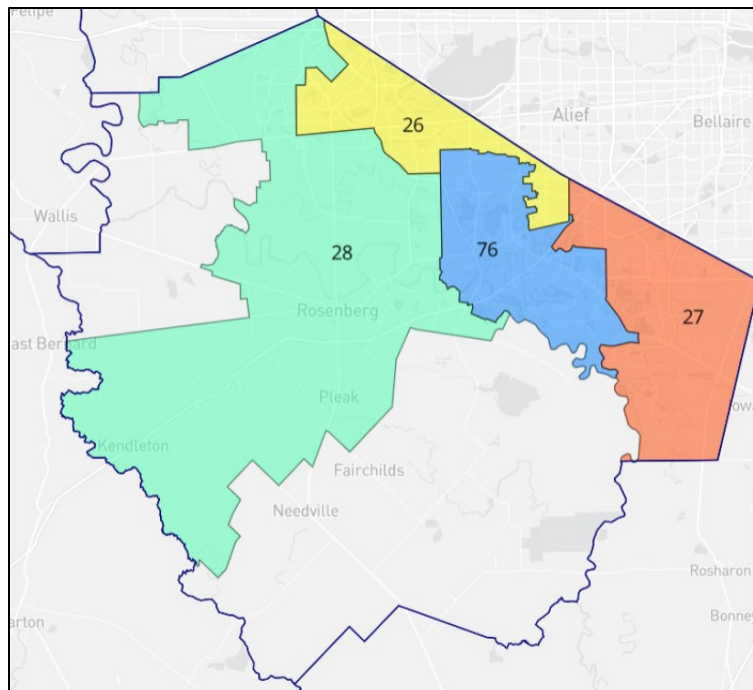 Felipe
26
Alief
Bellaire
Wallis
28
76
Rosenberg
27
East Bernard
Pleak
Kendleton
Fairchilds
Needville
Rosharon
Bonney